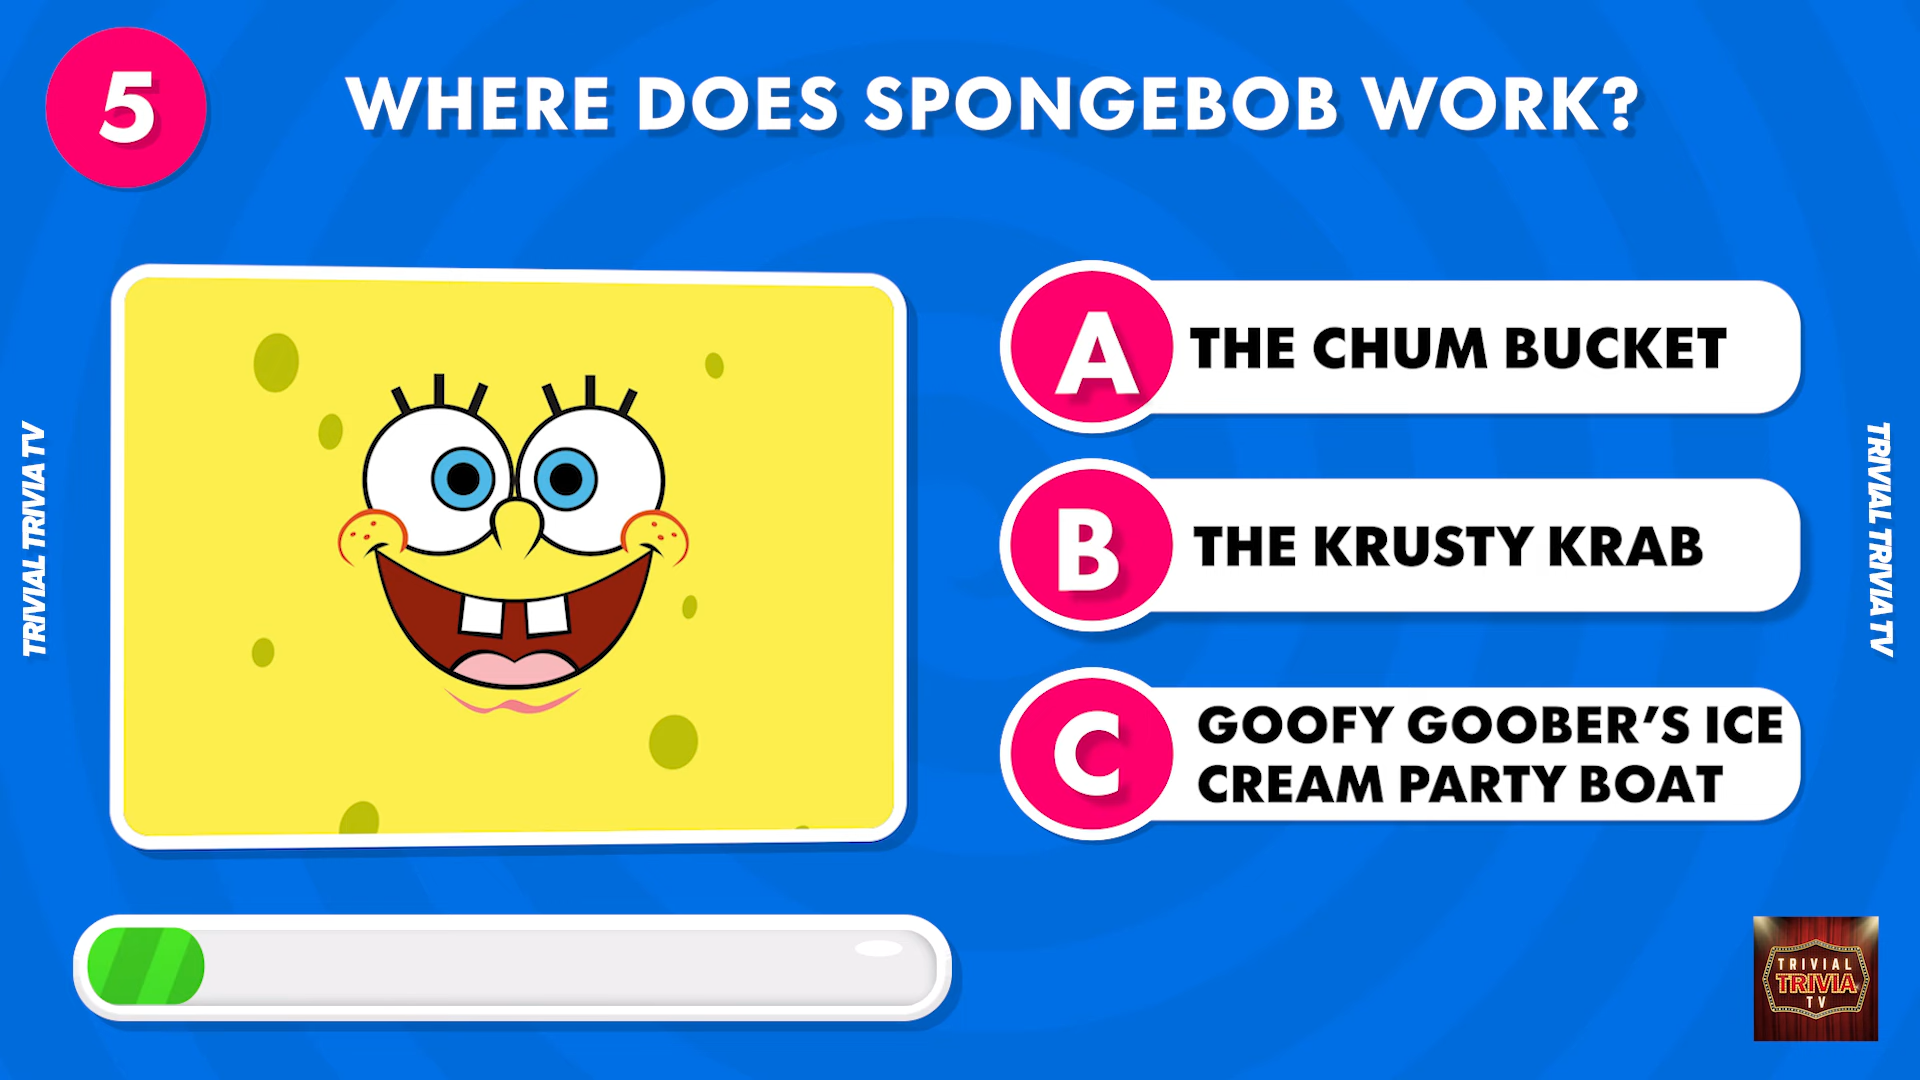 5
WHERE DOES SPONGEBOB WORK?
A
THE CHUM BUCKET
B
THE KRUSTY KRAB
C
GOOFY GOOBER’S ICE
CREAM PARTY BOAT
TRIVIAL TRIVIA TV
TRIVIAL TRIVIA TV
TRIVIAL
TRIVIA
TV